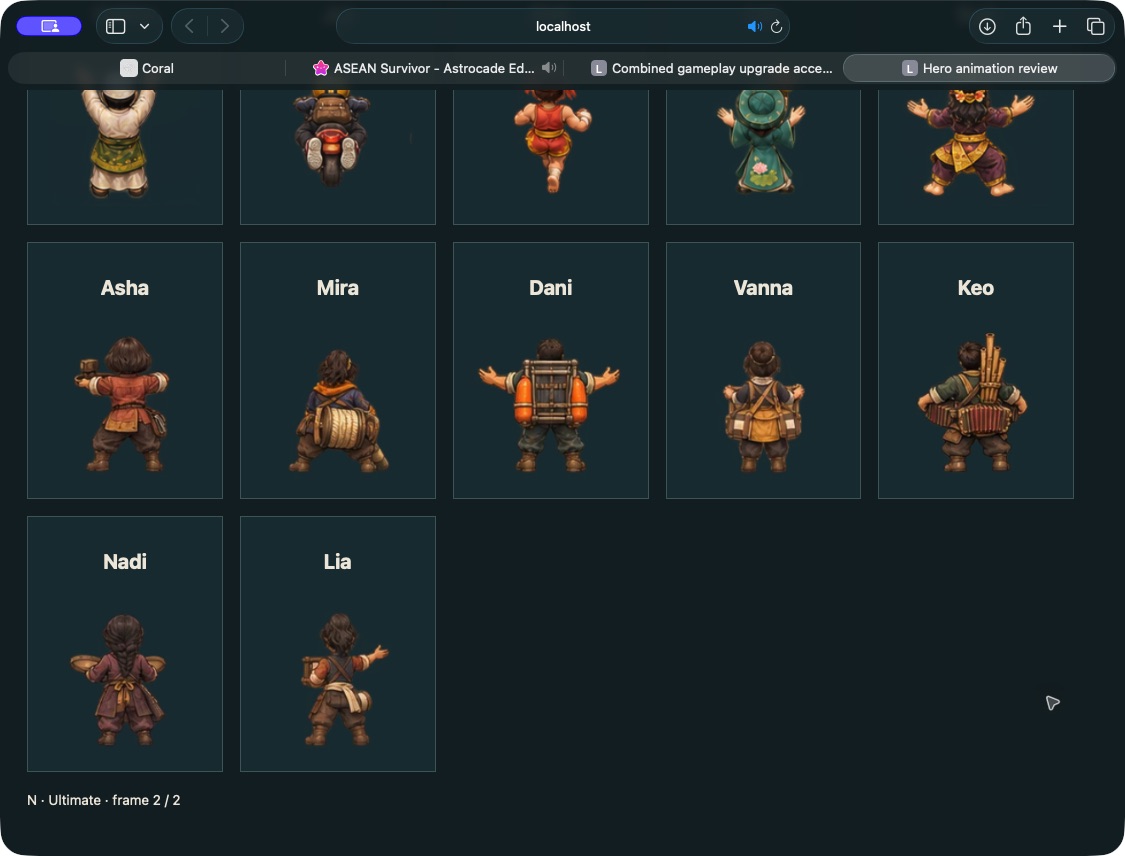 localhost
Coral
ASEAN Survivor - Astrocade Ed...
L Combined gameplay upgrade acce...
L Hero animation review
Asha
Mira
Dani
Vanna
Keo
Nadi
Lia
N · Ultimate · frame 2 / 2